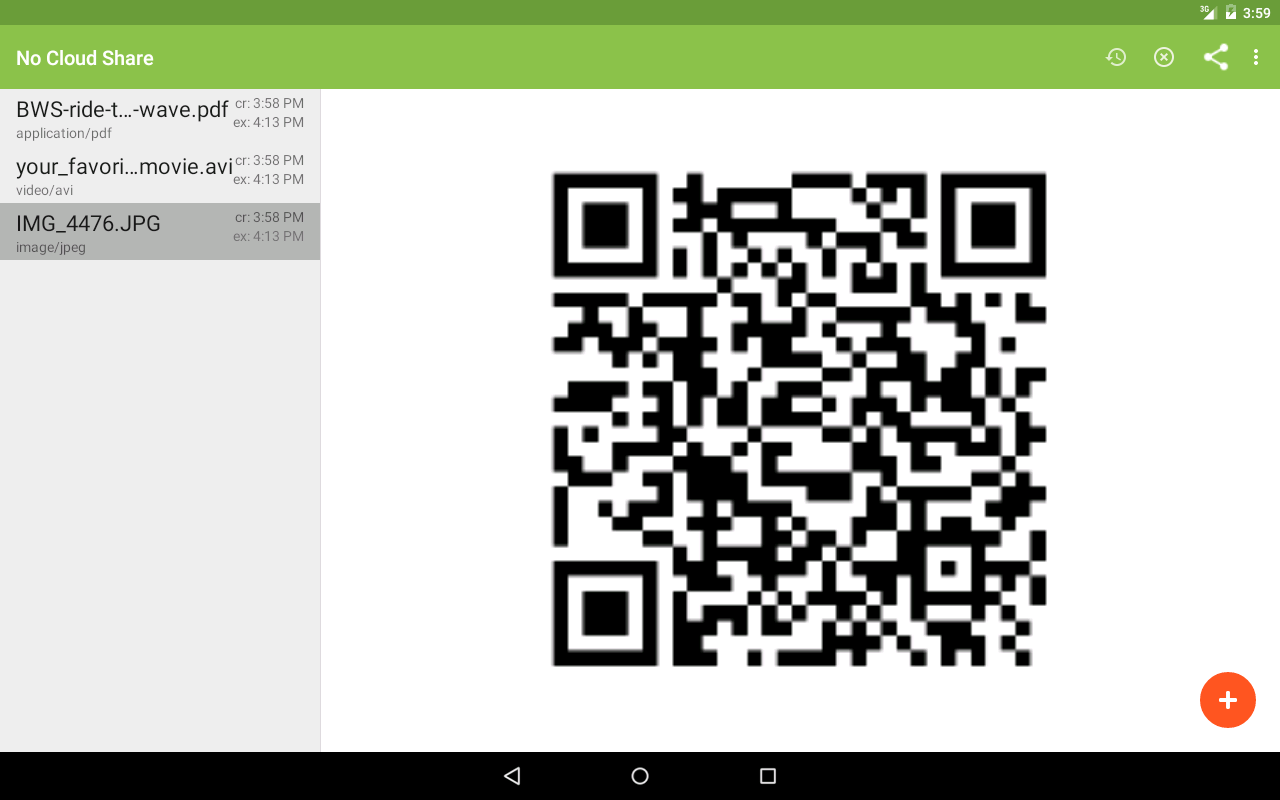 3G 3:59
No Cloud Share
BWS-ride-t...-wave.pdf cr: 3:58 PM
application/pdf ex: 4:13 PM
your_favori...movie.avi cr: 3:58 PM
video/avi ex: 4:13 PM
IMG_4476.JPG cr: 3:58 PM
image/jpeg ex: 4:13 PM